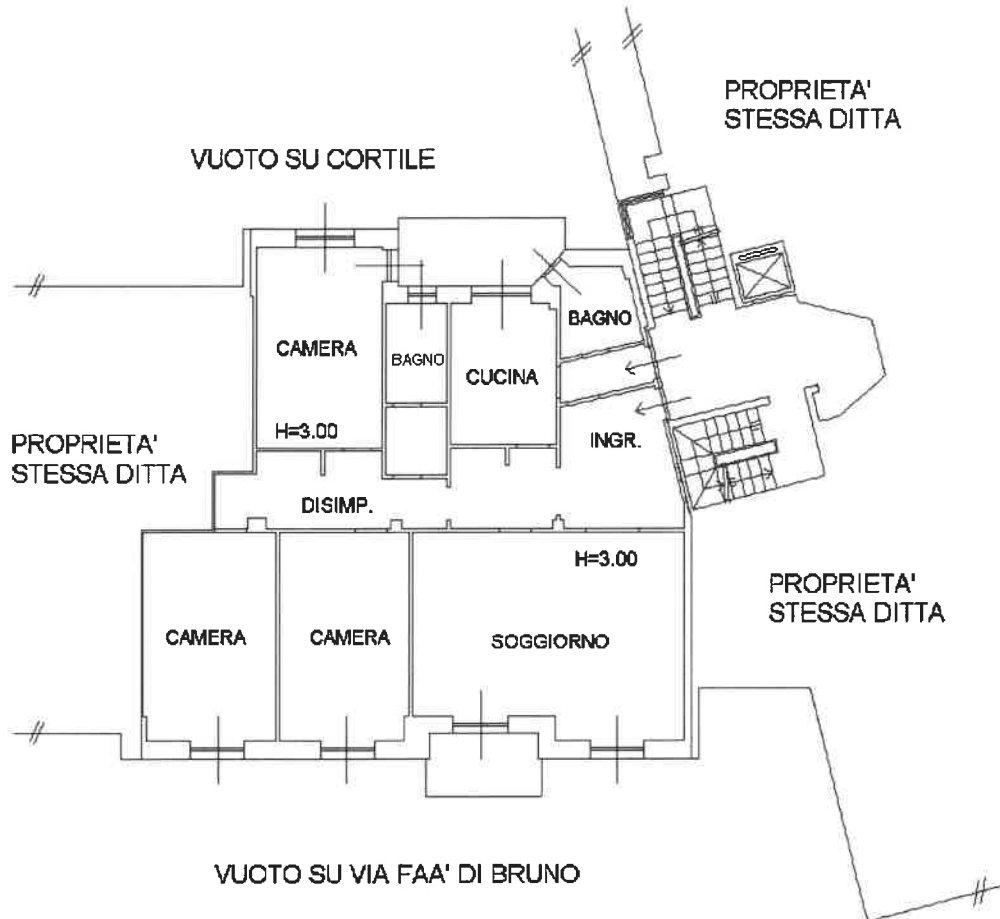 PROPRIETA'
STESSA DITTA
VUOTO SU CORTILE
BAGNO
CAMERA
BAGNO
CUCINA
H=3.00
INGR.
PROPRIETA'
STESSA DITTA
DISIMP.
H=3.00
PROPRIETA'
STESSA DITTA
CAMERA
CAMERA
SOGGIORNO
VUOTO SU VIA FAA' DI BRUNO